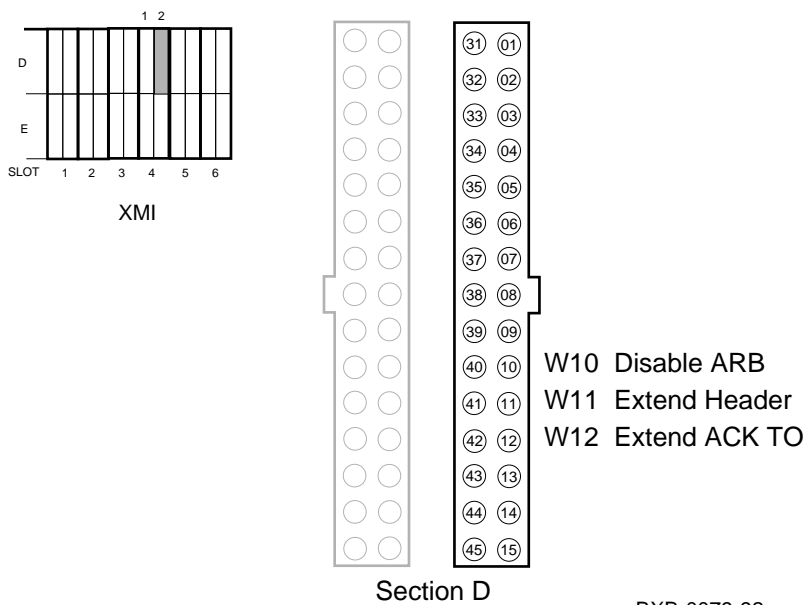 1 2
D
E
SLOT 1 2 3 4 5 6
XMI
31 01
32 02
33 03
34 04
35 05
36 06
37 07
38 08
39 09
40 10 W10 Disable ARB
41 11 W11 Extend Header
42 12 W12 Extend ACK TO
43 13
44 14
45 15
Section D